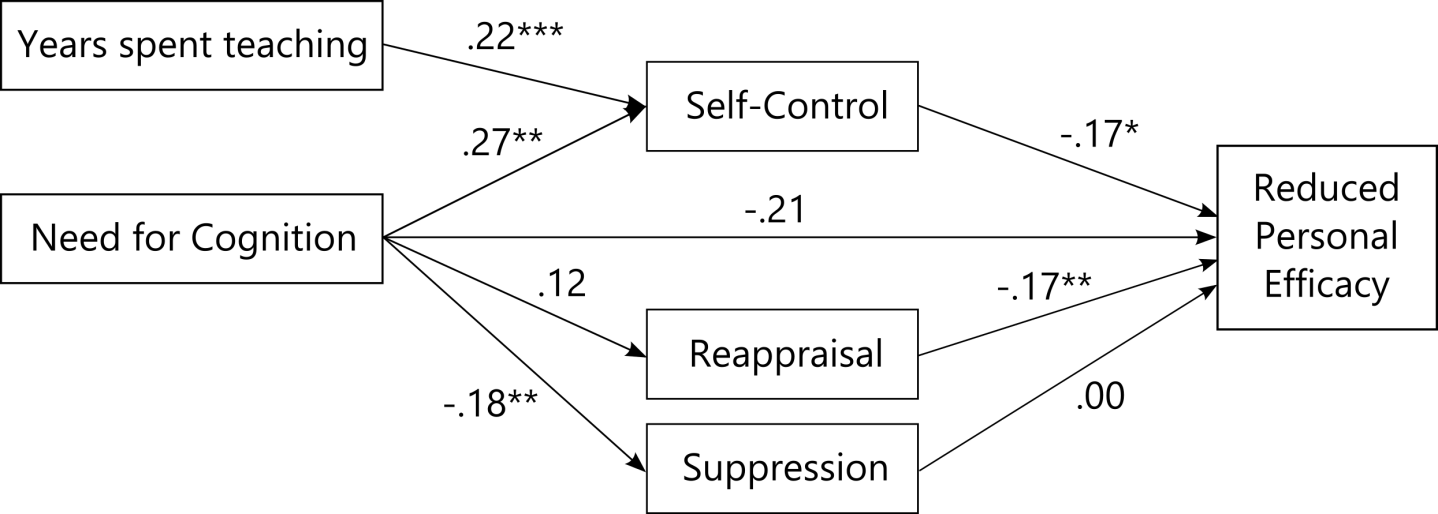 Years spent teaching
.22***
Self-Control
.27**
-.17*
Need for Cognition
-.21
Reduced
Personal
Efficacy
.12
-.17**
Reappraisal
-.18**
.00
Suppression